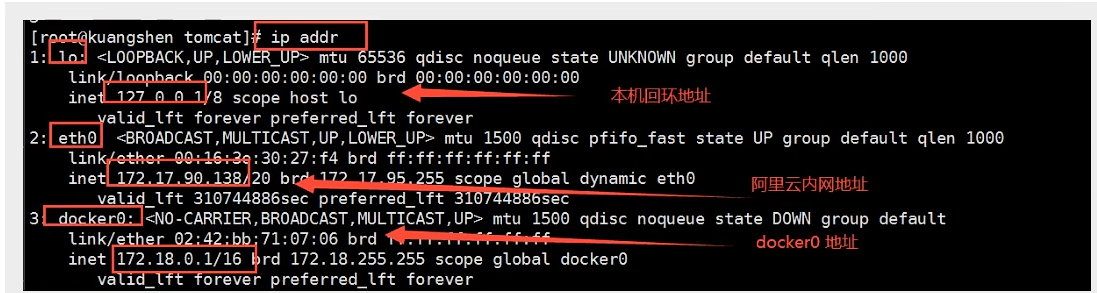 [root@kuangshen tomcat]# ip addr
1: lo: <LOOPBACK,UP,LOWER_UP> mtu 65536 qdisc noqueue state UNKNOWN group default qlen 1000
link/loopback 00:00:00:00:00:00 brd 00:00:00:00:00:00
inet 127.0.0.1/8 scope host lo
本机回环地址
valid_lft forever preferred_lft forever
2: eth0 <BROADCAST,MULTICAST,UP,LOWER_UP> mtu 1500 qdisc pfifo_fast state UP group default qlen 1000
link/ether 00:16:3e:30:27:f4 brd ff:ff:ff:ff:ff:ff
inet 172.17.90.138/20 brd 172.17.95.255 scope global dynamic eth0
阿里云内网地址
valid_lft 310744886sec preferred_lft 310744886sec
3: docker0: <NO-CARRIER,BROADCAST,MULTICAST,UP> mtu 1500 qdisc noqueue state DOWN group default
link/ether 02:42:bb:71:07:06 brd ff:ff:ff:ff:ff:ff
docker0 地址
inet 172.18.0.1/16 brd 172.18.255.255 scope global docker0
valid_lft forever preferred_lft forever